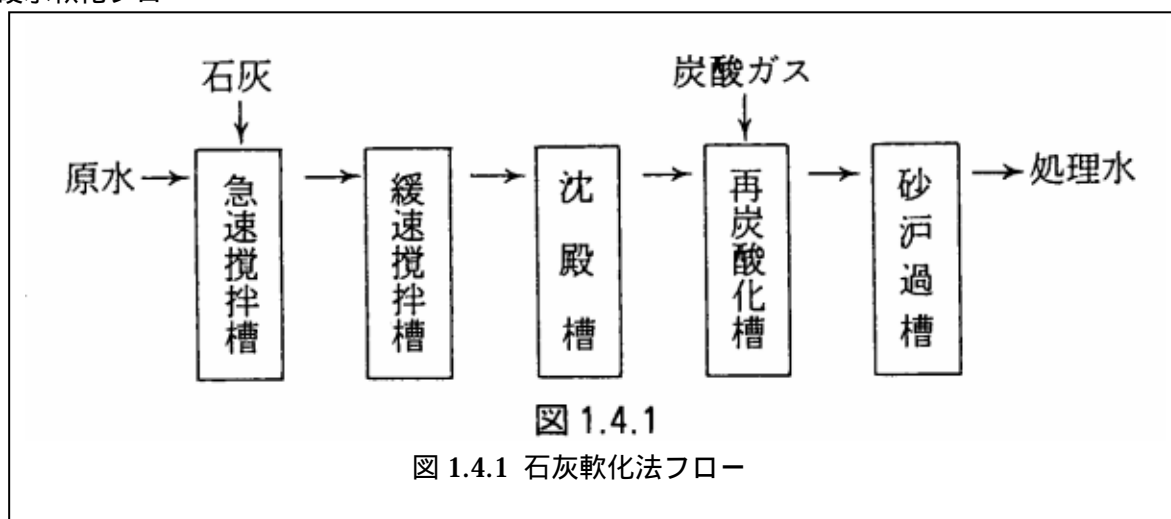 石灰
炭酸ガス
原水
急速撹拌槽
緩速撹拌槽
沈殿槽
再炭酸化槽
砂沪過槽
処理水
図1.4.1
図 1.4.1 石灰軟化法フロー